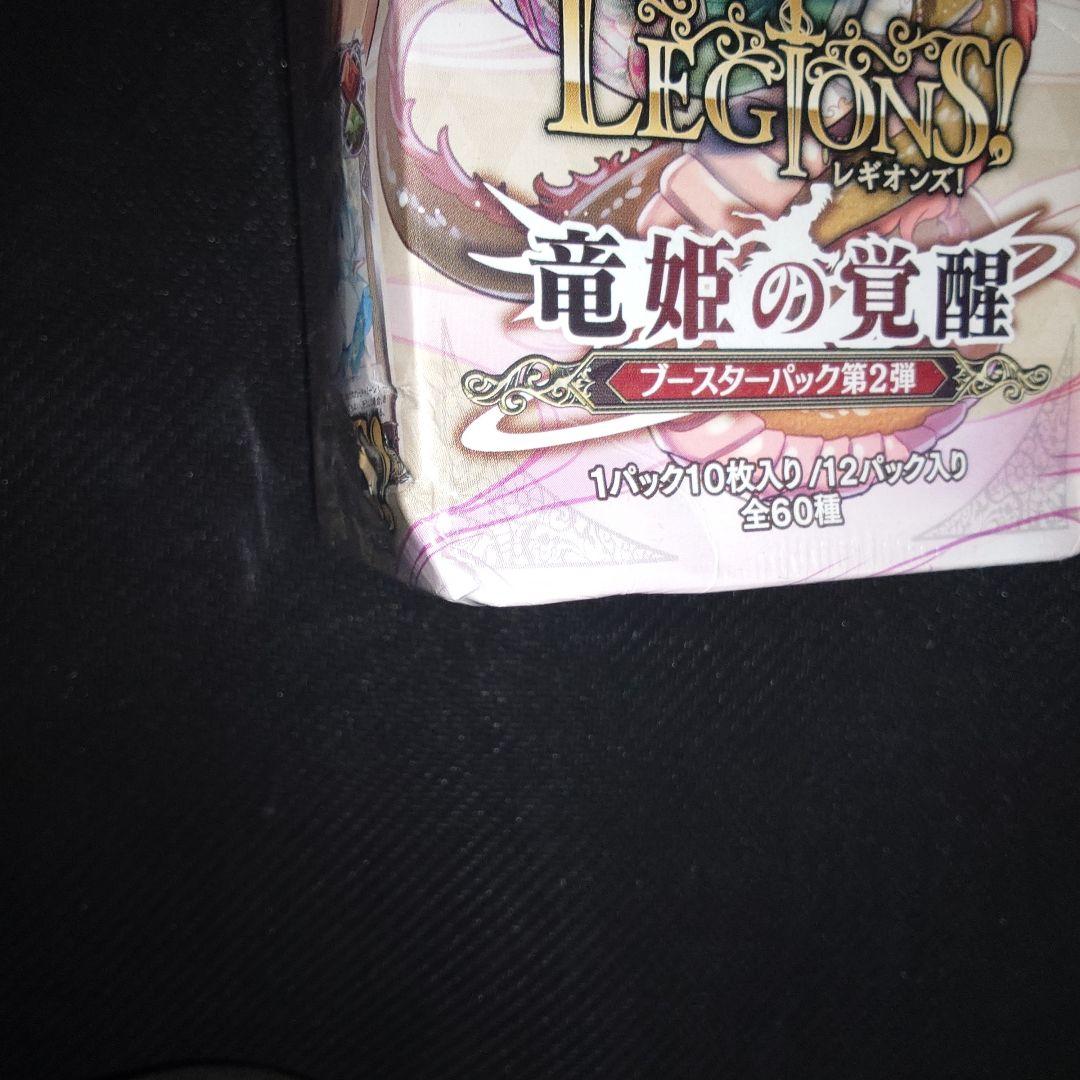 LEGIONS!
レギオンズ!
竜姫の覚醒
ブースターパック第2弾
1パック10枚入り/12パック入り
全60種